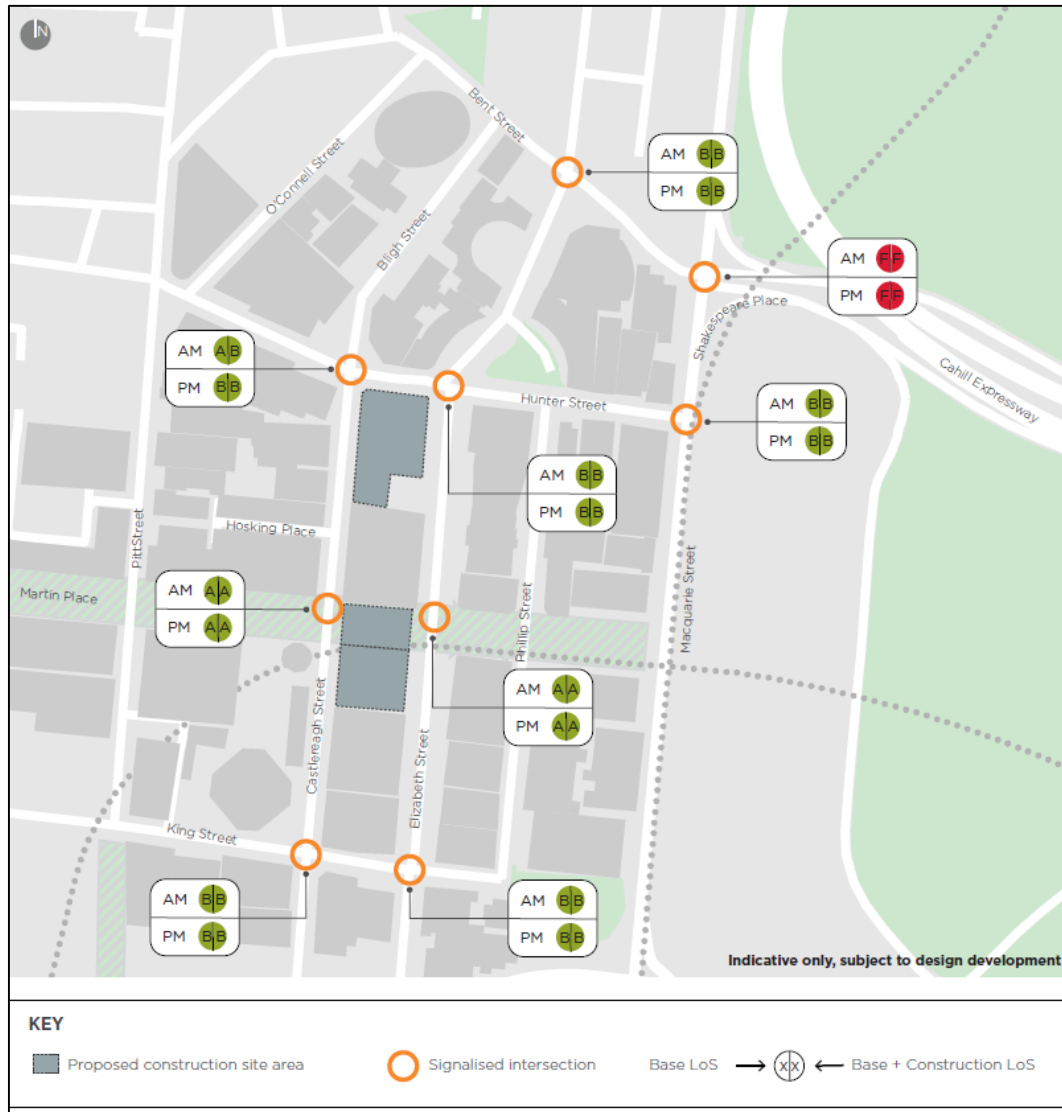 N
Bent Street
O'Connell Street
Bligh Street
AM B B
PM B B
AM F F
PM F F
Shakespeare Place
Cahill Expressway
AM A B
PM B B
Hunter Street
AM B B
PM B B
AM B B
PM B B
PittStreet
Hosking Place
Martin Place
AM A A
PM A A
Phillip Street
Macquarie Street
AM A A
PM A A
Castlereagh Street
Elizabeth Street
King Street
AM B B
PM B B
AM B B
PM B B
Indicative only, subject to design development
KEY
Proposed construction site area
Signalised intersection
Base LoS
X X
Base + Construction LoS